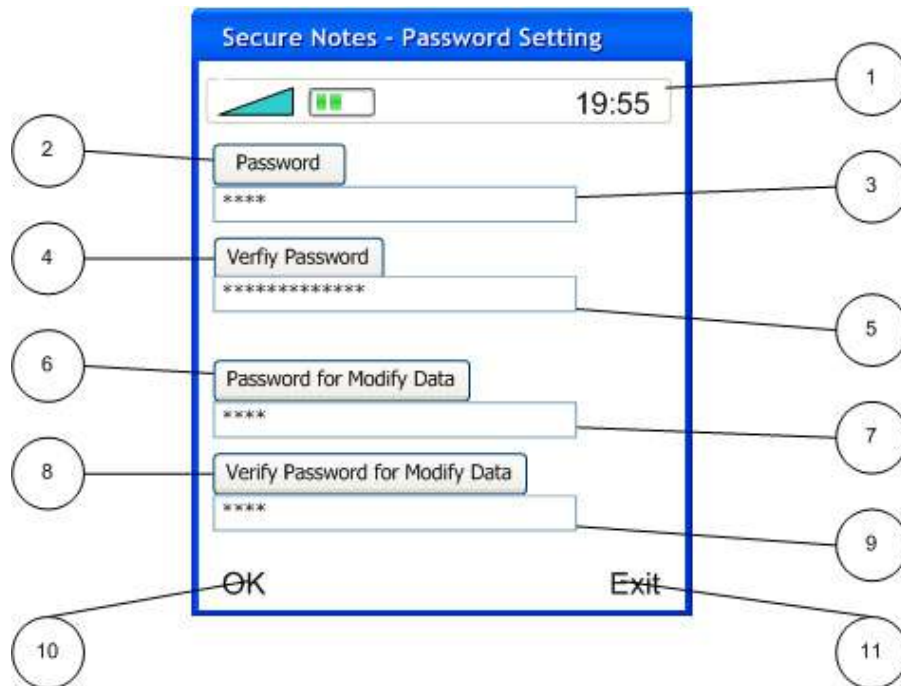 Secure Notes - Password Setting
19:55
1
2
Password
3
****
4
Verfiy Password
*************
5
6
Password for Modify Data
****
7
8
Verify Password for Modify Data
****
9
OK
Exit
10
11